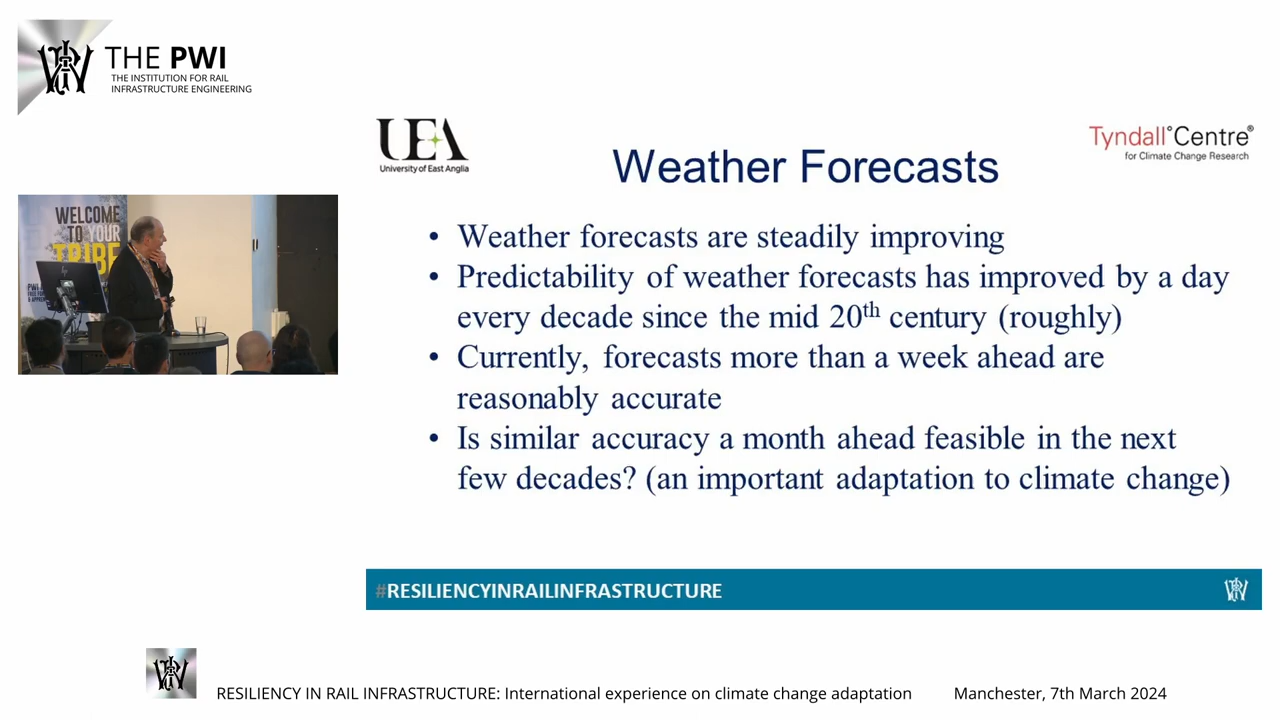 THE PWI
THE INSTITUTION FOR RAIL
INFRASTRUCTURE ENGINEERING
UEA
University of East Anglia
Tyndall°Centre®
for Climate Change Research
Weather Forecasts
• Weather forecasts are steadily improving
• Predictability of weather forecasts has improved by a day
every decade since the mid 20th century (roughly)
• Currently, forecasts more than a week ahead are
reasonably accurate
• Is similar accuracy a month ahead feasible in the next
few decades? (an important adaptation to climate change)
WELCOME
TO YOUR
TRIBE
#RESILIENCYINRAILINFRASTRUCTURE
RESILIENCY IN RAIL INFRASTRUCTURE: International experience on climate change adaptation
Manchester, 7th March 2024